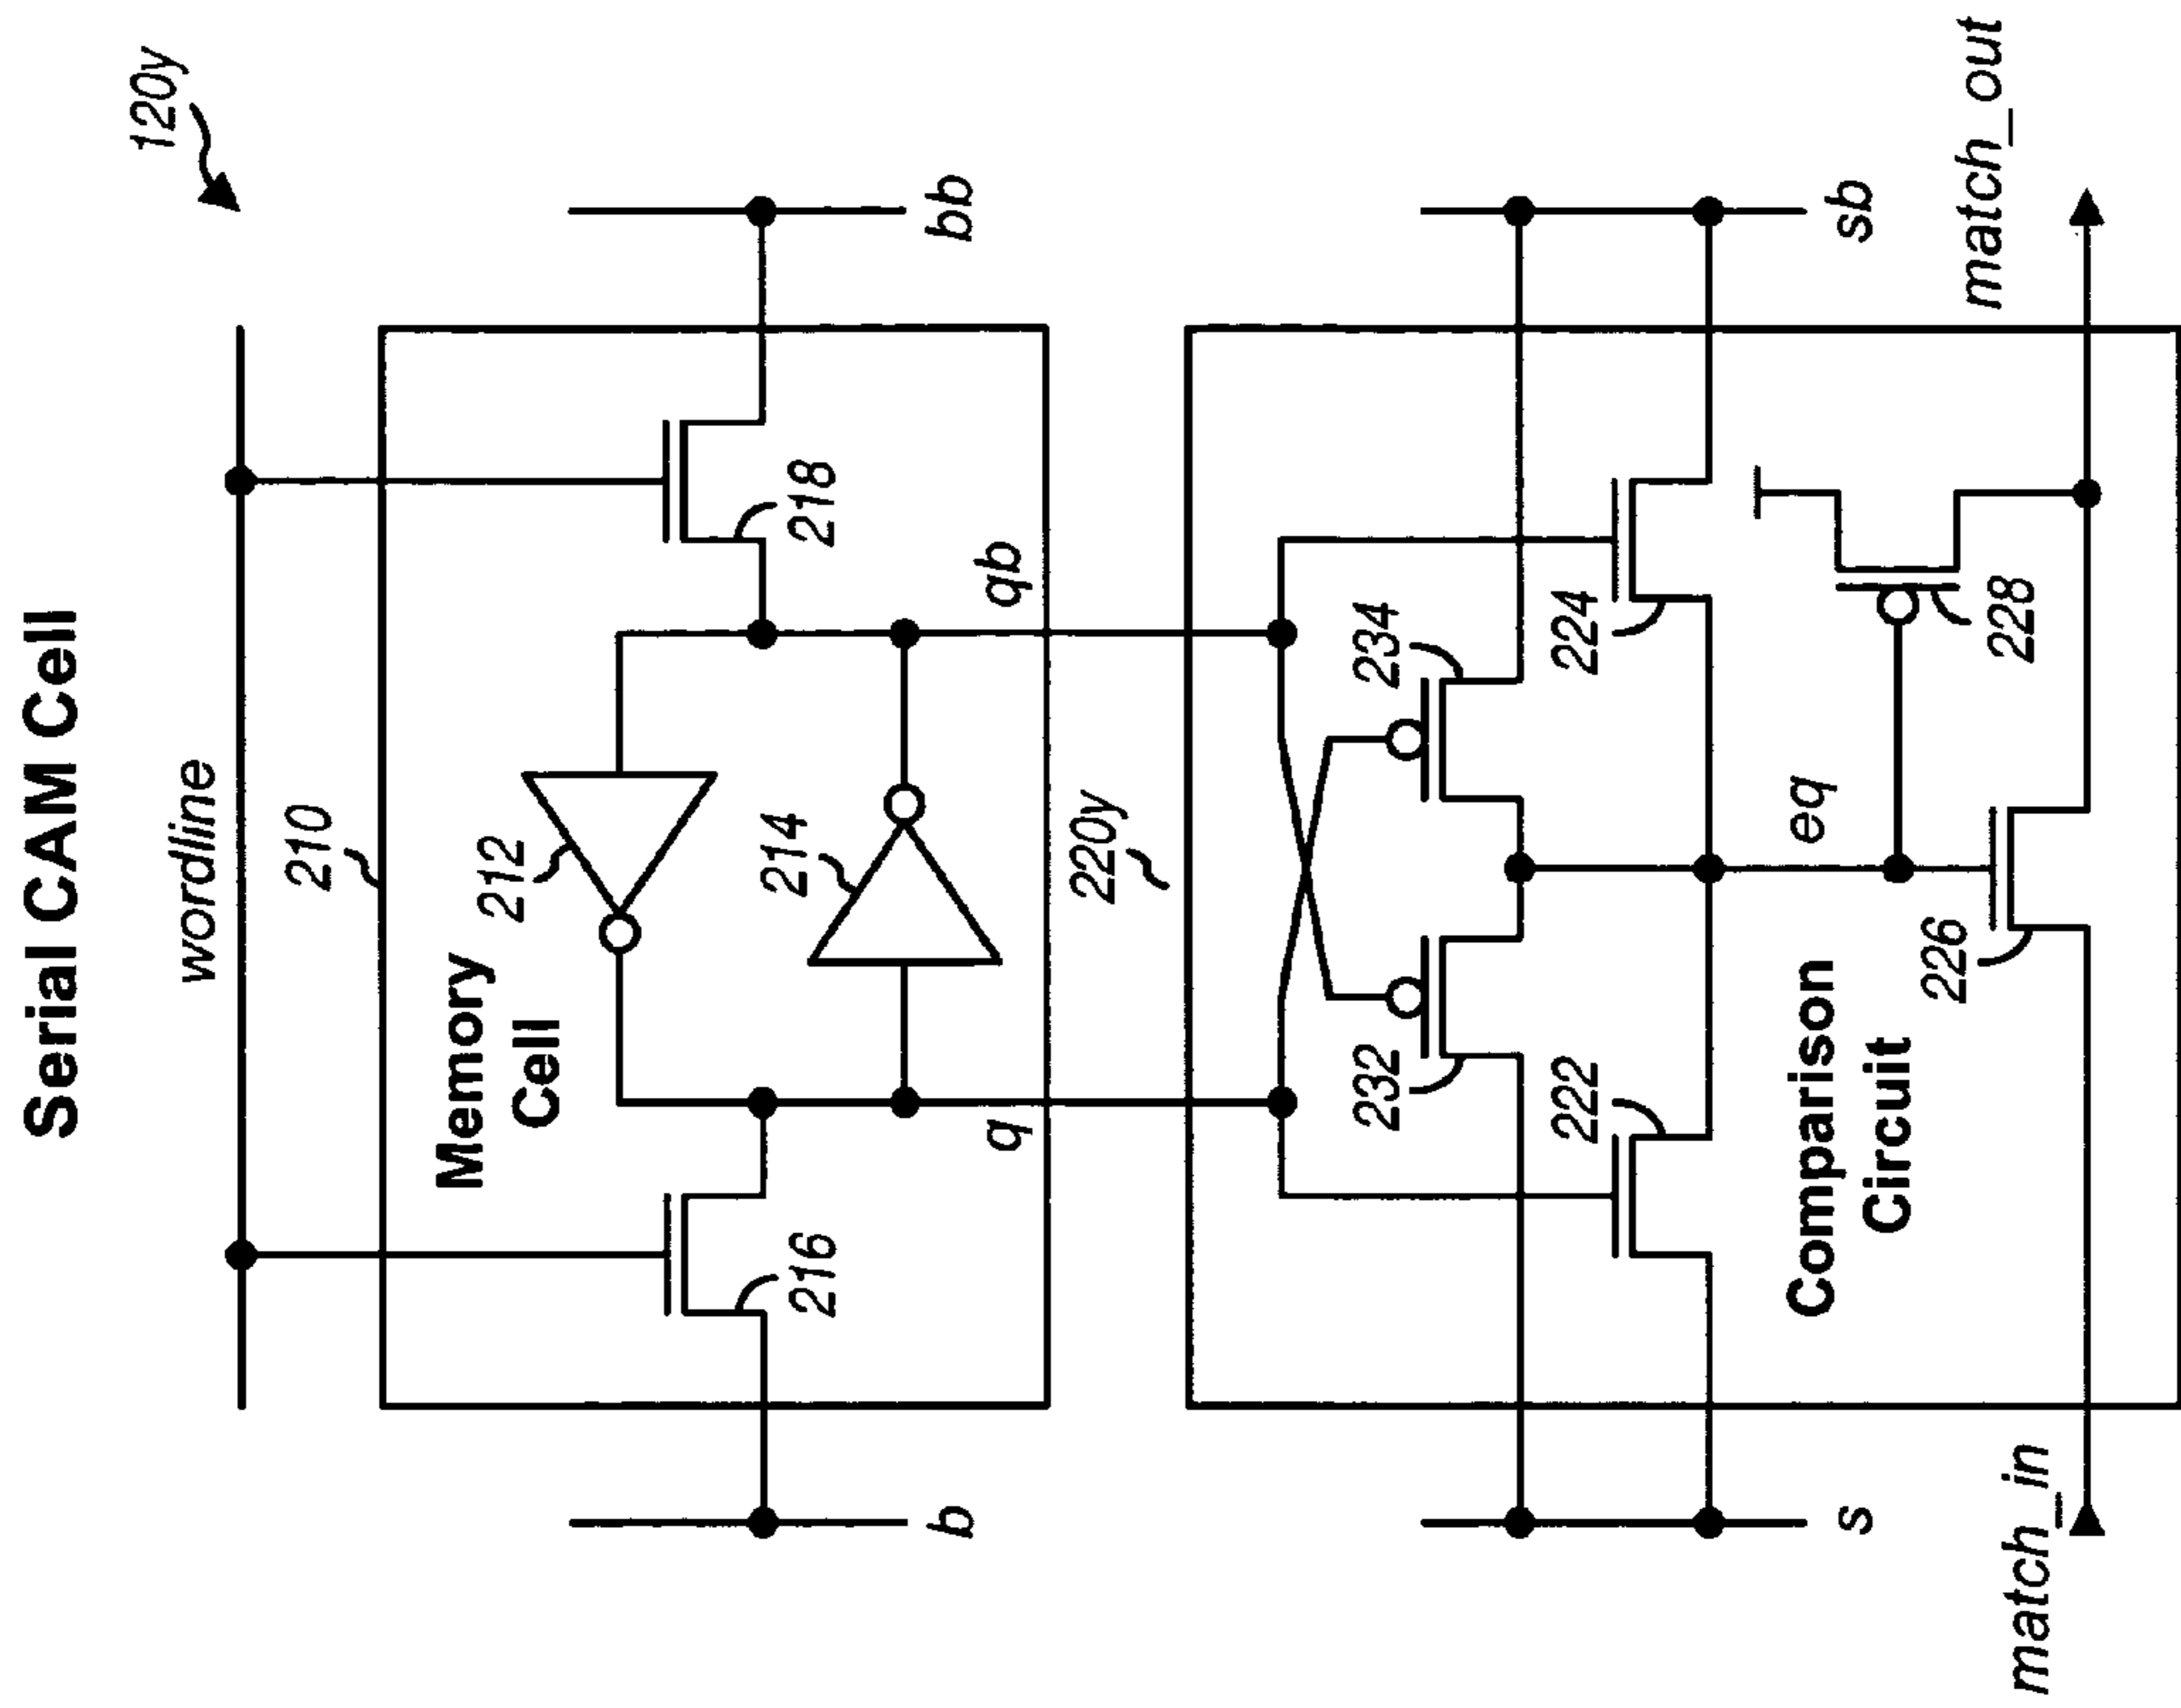 Serial CAM Cell
120y
wordline
210
Memory
Cell
212
214
216
218
b
bb
q
qb
220y
232
234
222
224
s
sb
Comparison
Circuit
eq
226
228
match_in
match_out